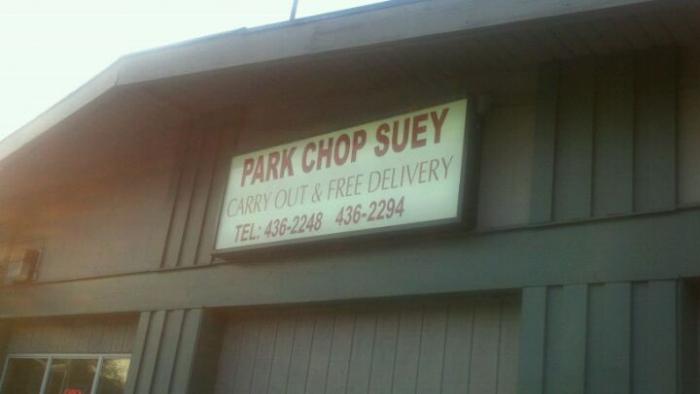 PARK CHOP SUEY
CARRY OUT & FREE DELIVERY
TEL: 436-2248 436-2294